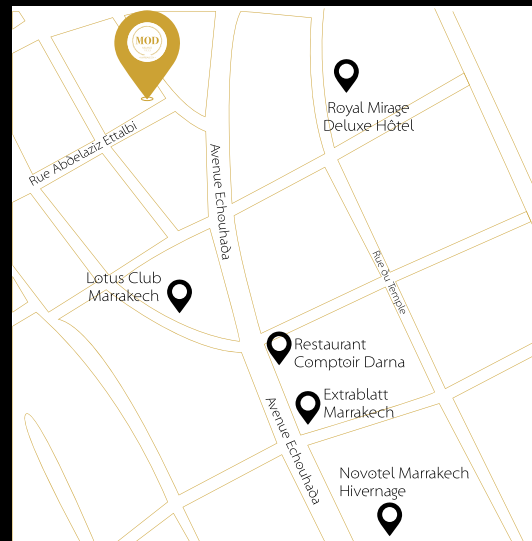 MOD
Royal Mirage
Deluxe Hôtel
Rue Abdelaziz Ettalbi
Avenue Echouhada
Rue du Temple
Lotus Club
Marrakech
Restaurant
Comptoir Darna
Extrablatt
Marrakech
Avenue Echouhada
Novotel Marrakech
Hivernage